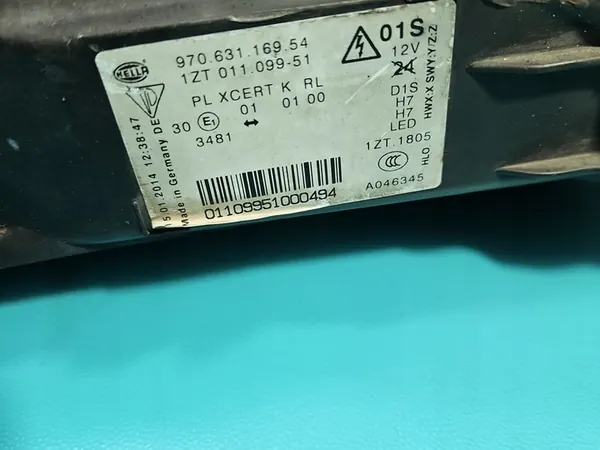 HELLA
970.631.169.54
1ZT 011.099-51
PL XCERT K RL
01 01 00
30 E1 ↔
3481
01109951000494
15.01.2014 12:38:47
Made in Germany DE
01S
12V
24
D1S
H7
H7
LED
1ZT.1805
CCC
A046345
HWX:X SWY:Y/Z:Z
HLO